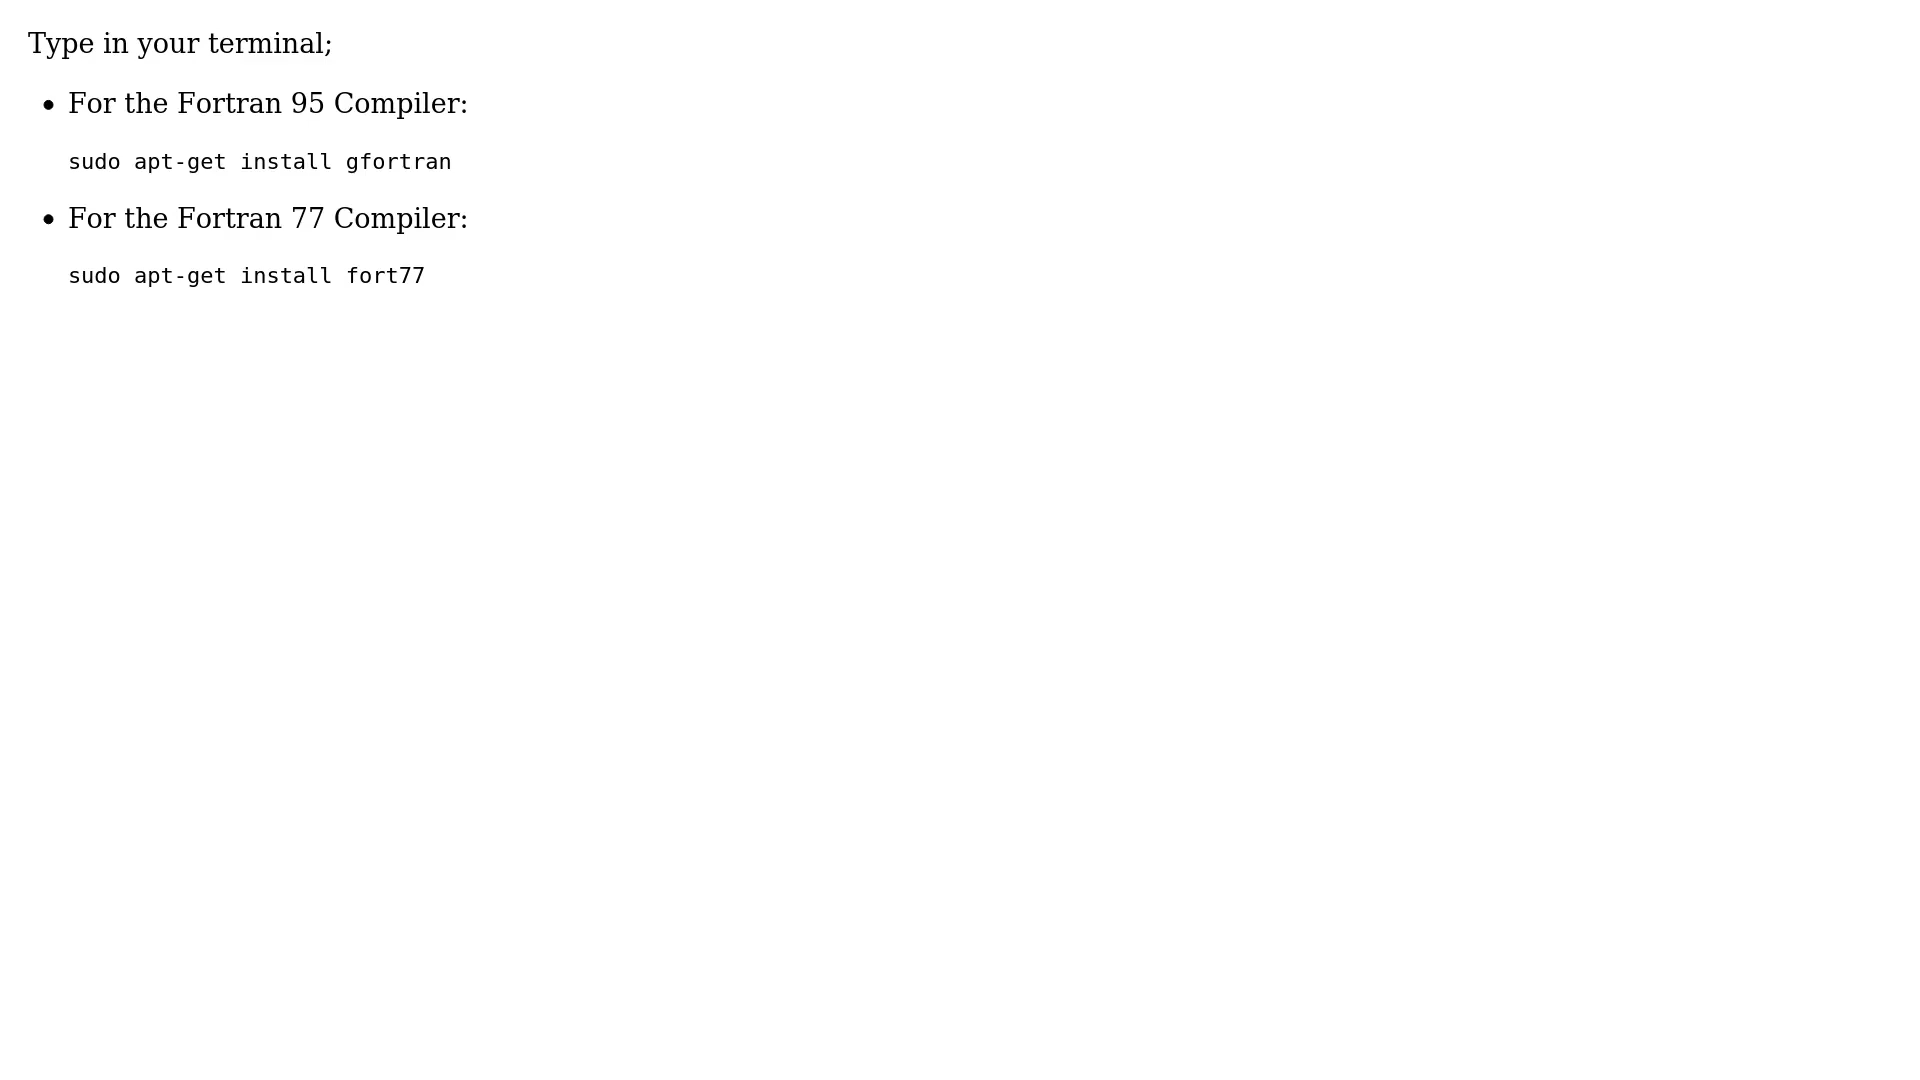 Type in your terminal;
• For the Fortran 95 Compiler:
sudo apt-get install gfortran
• For the Fortran 77 Compiler:
sudo apt-get install fort77